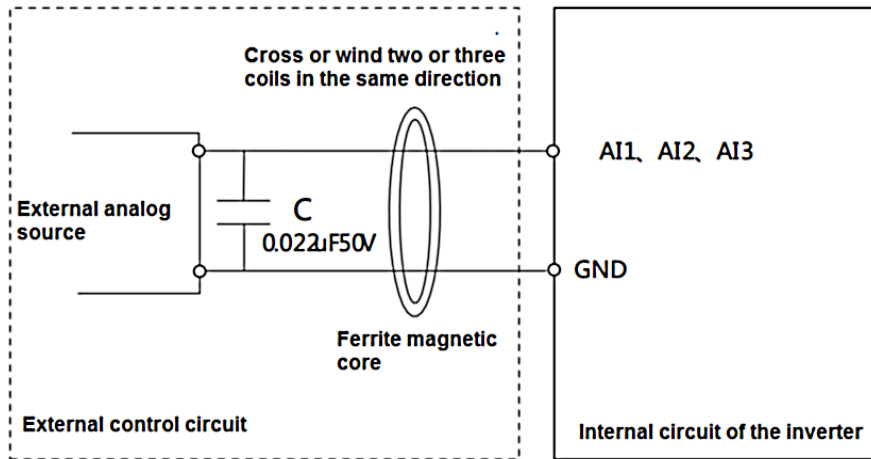 Cross or wind two or three
coils in the same direction
AI1、AI2、AI3
External analog
source
C
0.022uF50V
GND
Ferrite magnetic
core
External control circuit
Internal circuit of the inverter